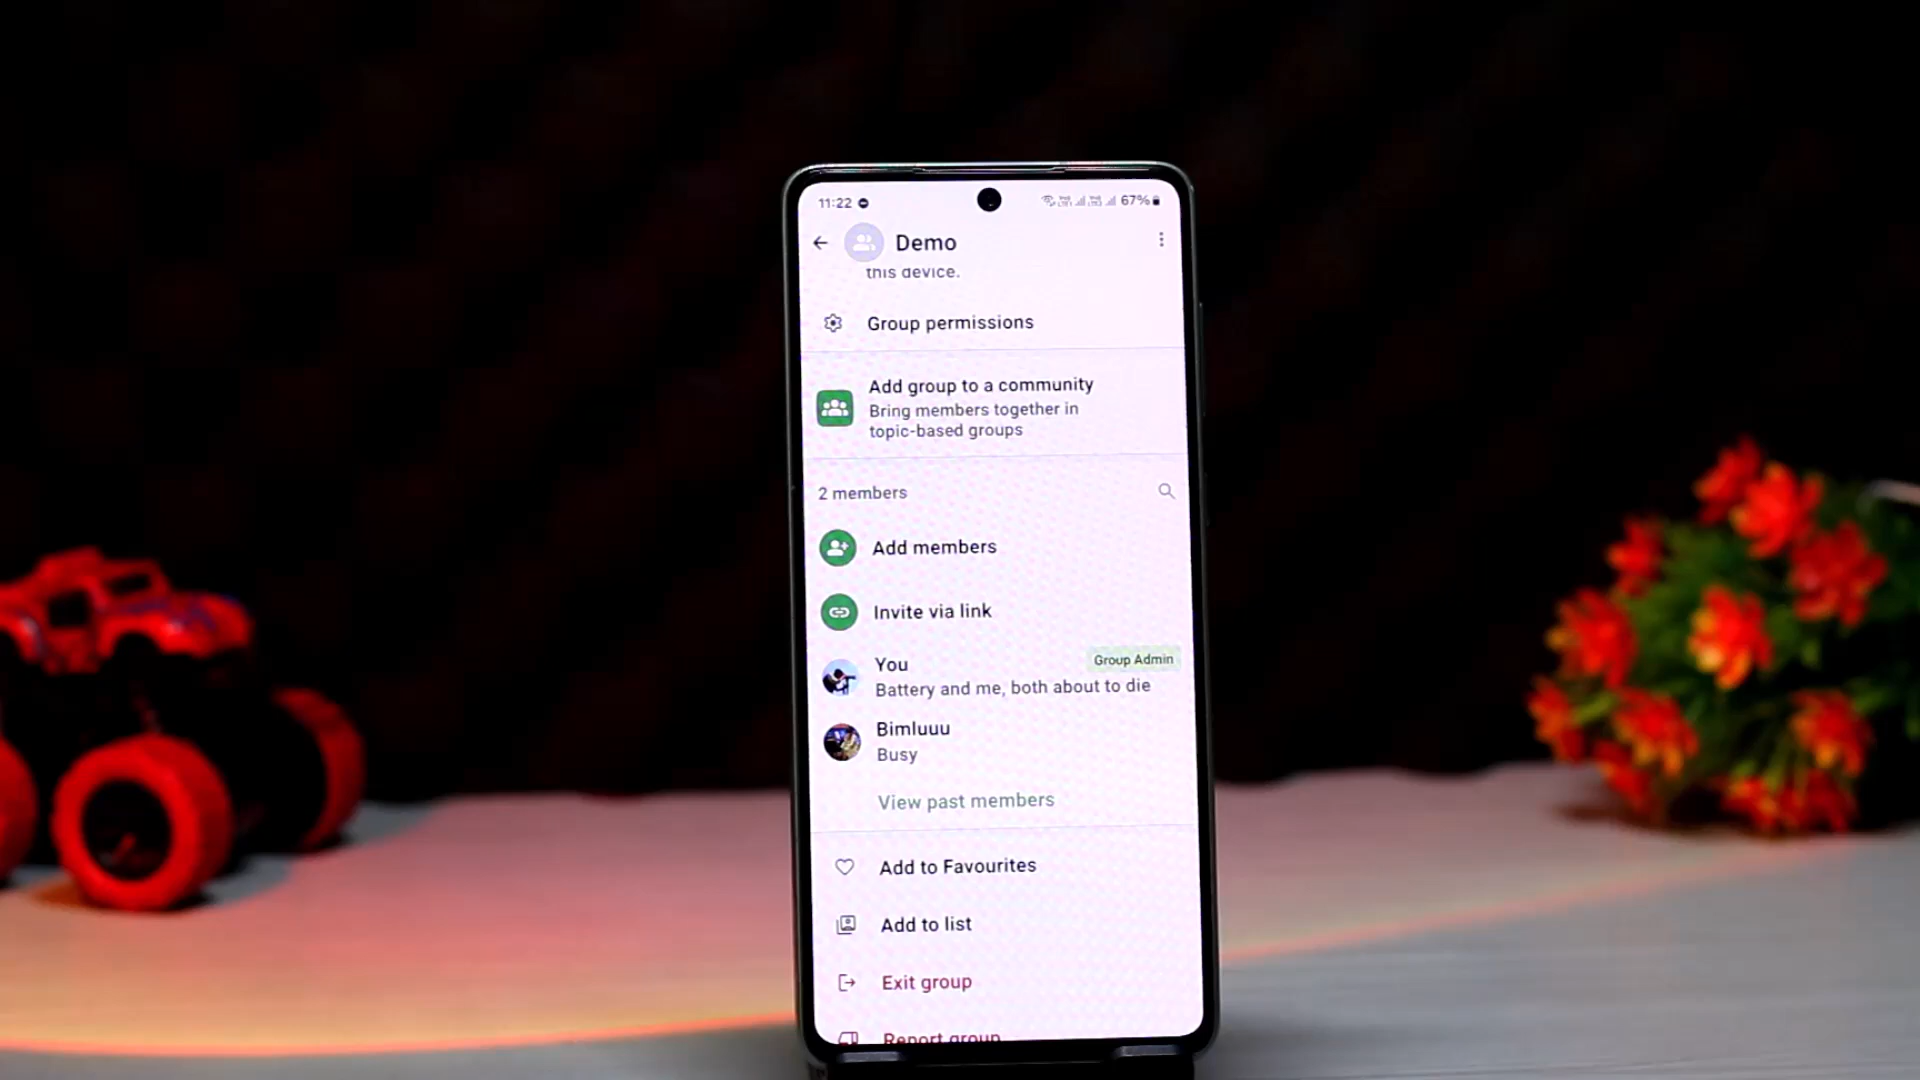 11:22
67%
Demo
this device.
Group permissions
Add group to a community
Bring members together in
topic-based groups
2 members
Add members
Invite via link
You
Group Admin
Battery and me, both about to die
Bimluuu
Busy
View past members
Add to Favourites
Add to list
Exit group
Report group